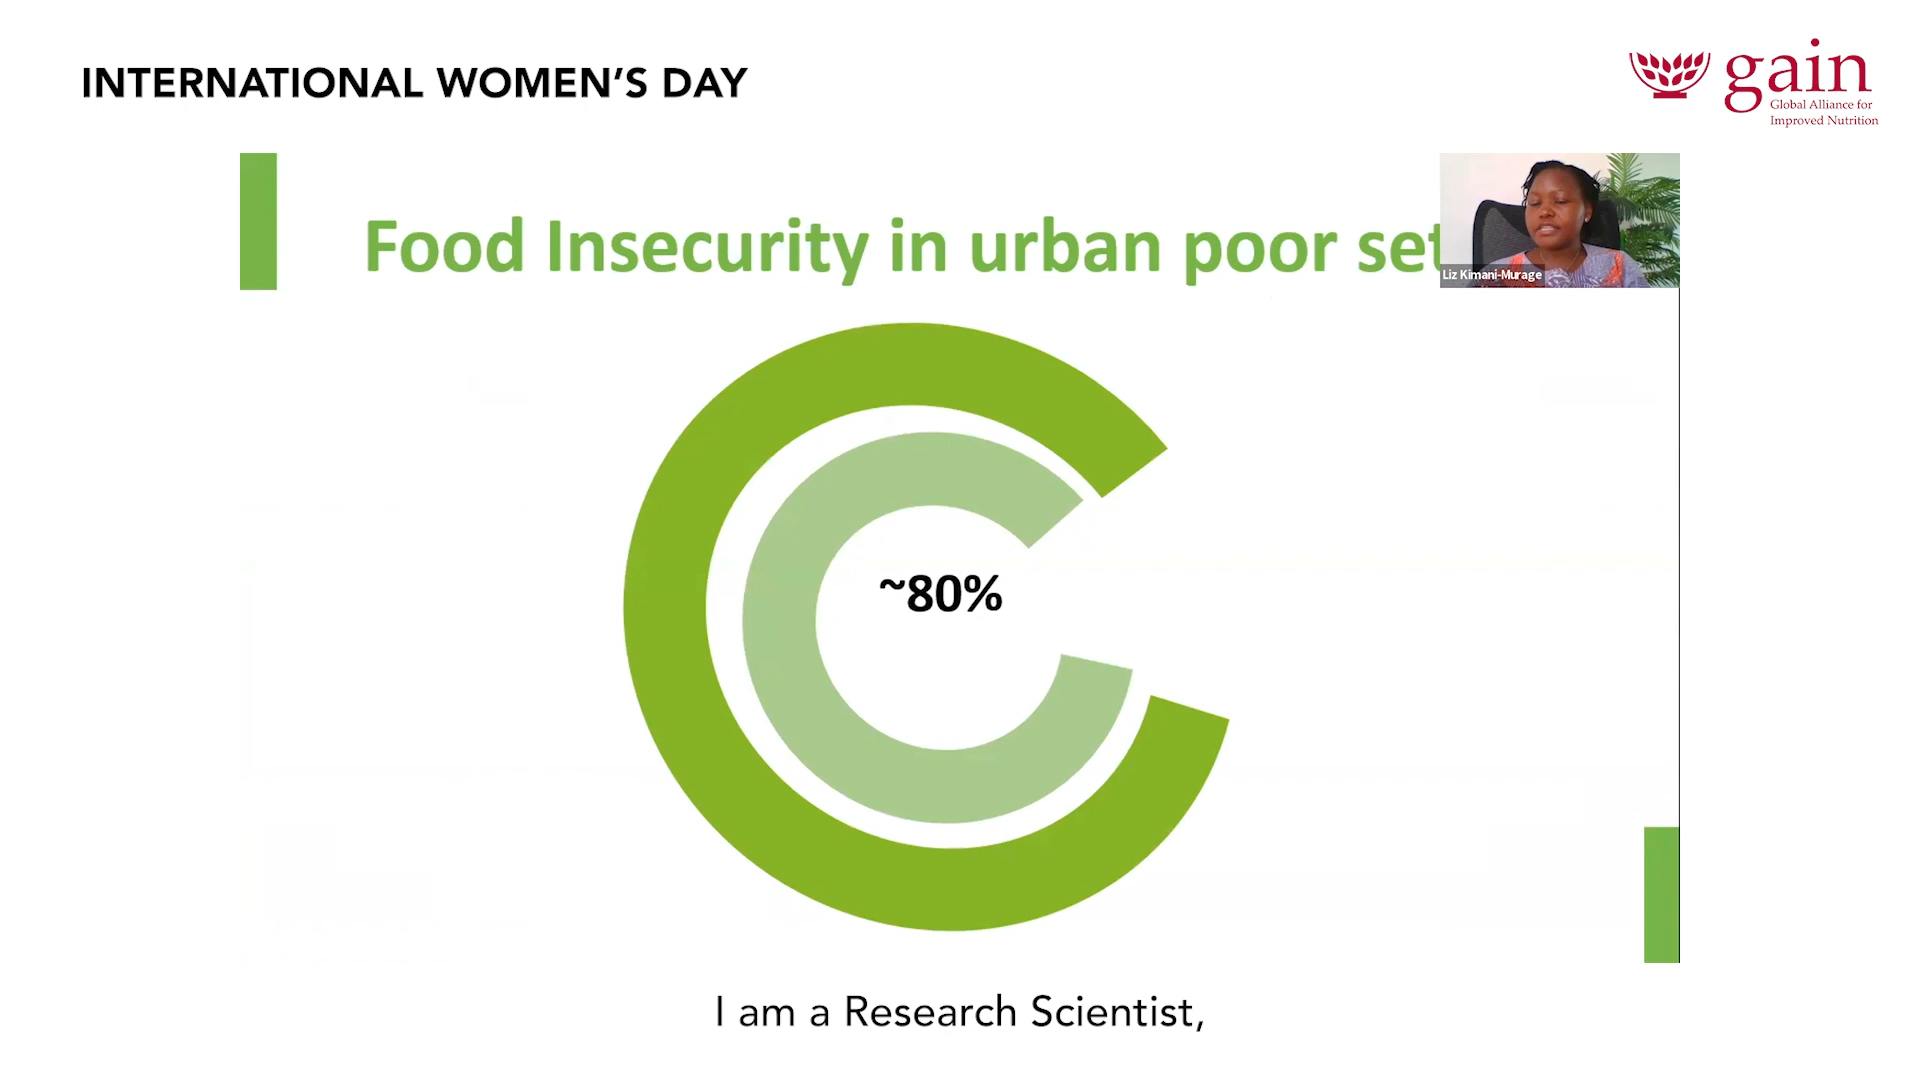 INTERNATIONAL WOMEN'S DAY
gain
Global Alliance for
Improved Nutrition
Food Insecurity in urban poor set
Liz Kimani-Murage
~80%
I am a Research Scientist,